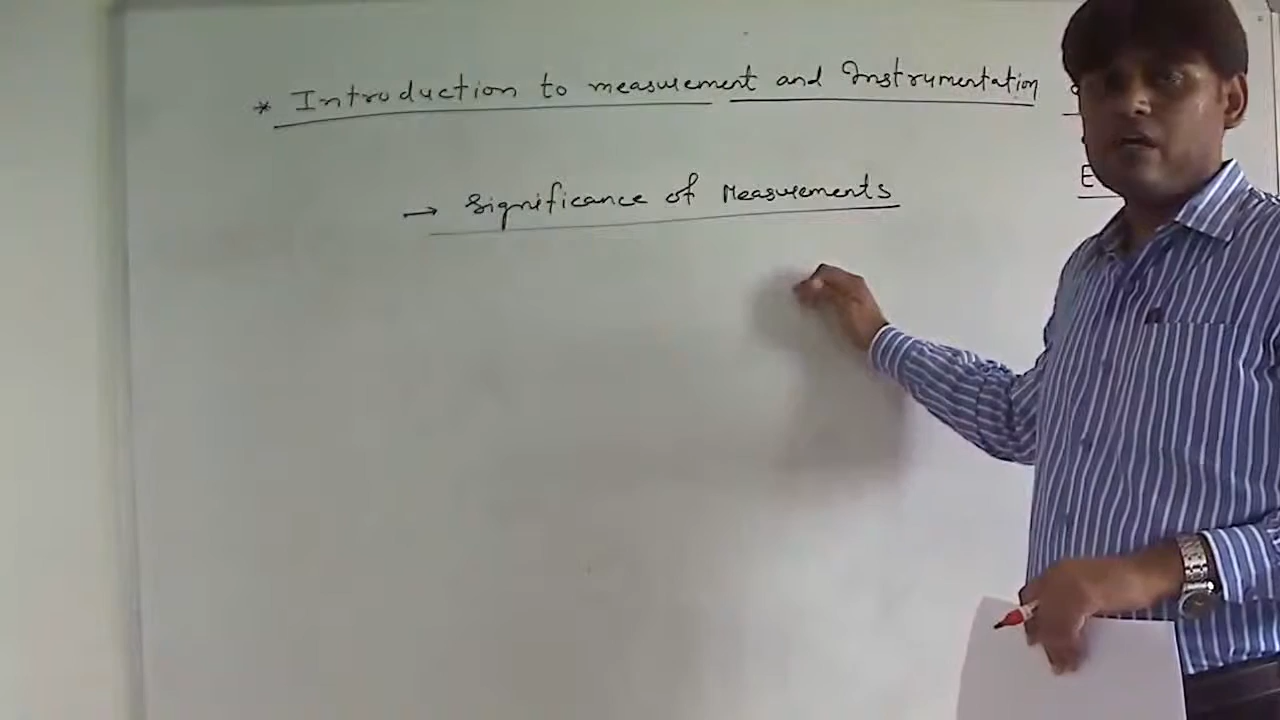 * Introduction to measurement and Instrumentation
→ Significance of Measurements